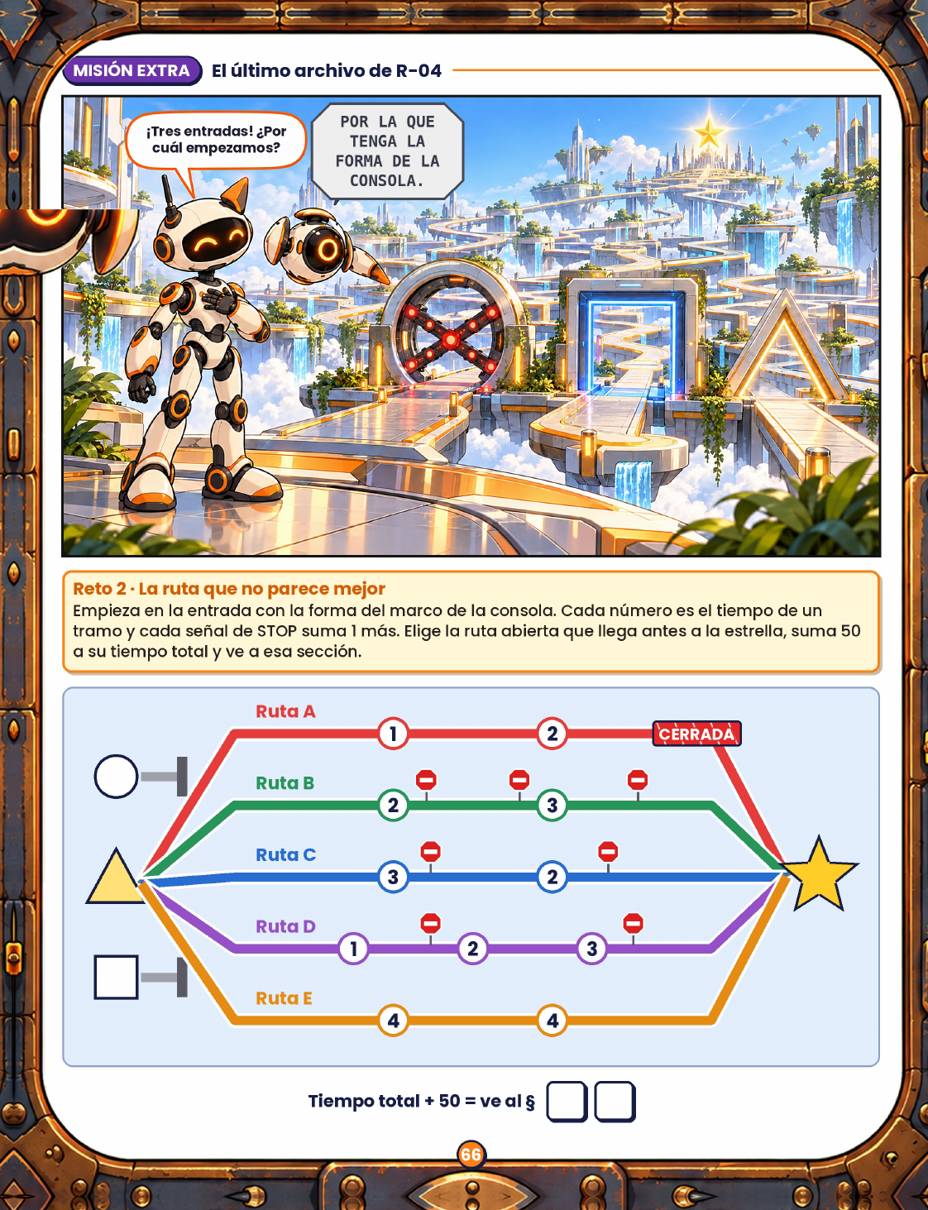 MISIÓN EXTRA El último archivo de R-04
¡Tres entradas! ¿Por
cuál empezamos?
POR LA QUE
TENGA LA
FORMA DE LA
CONSOLA.
Reto 2 · La ruta que no parece mejor
Empieza en la entrada con la forma del marco de la consola. Cada número es el tiempo de un
tramo y cada señal de STOP suma 1 más. Elige la ruta abierta que llega antes a la estrella, suma 50
a su tiempo total y ve a esa sección.
Ruta A
1 2 CERRADA
Ruta B
2 3
Ruta C
3 2
Ruta D
1 2 3
Ruta E
4 4
Tiempo total + 50 = ve al §
66